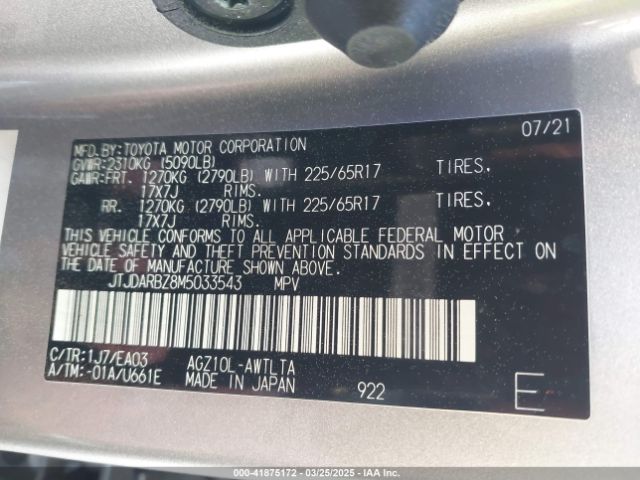 MFD.BY:TOYOTA MOTOR CORPORATION 07/21
GVWR:2310KG (5090LB)
GAWR:FRT. 1270KG (2790LB) WITH 225/65R17 TIRES.
17X7J RIMS.
RR. 1270KG (2790LB) WITH 225/65R17 TIRES.
17X7J RIMS.
THIS VEHICLE CONFORMS TO ALL APPLICABLE FEDERAL MOTOR
VEHICLE SAFETY AND THEFT PREVENTION STANDARDS IN EFFECT ON
THE DATE OF MANUFACTURE SHOWN ABOVE.
JTJDARBZ8M5033543 MPV
C/TR:1J7/EA03 AGZ10L-AWTLTA
A/TM:-01A/U661E MADE IN JAPAN 922 E
000-41875172 — 03/25/2025 — IAA Inc.